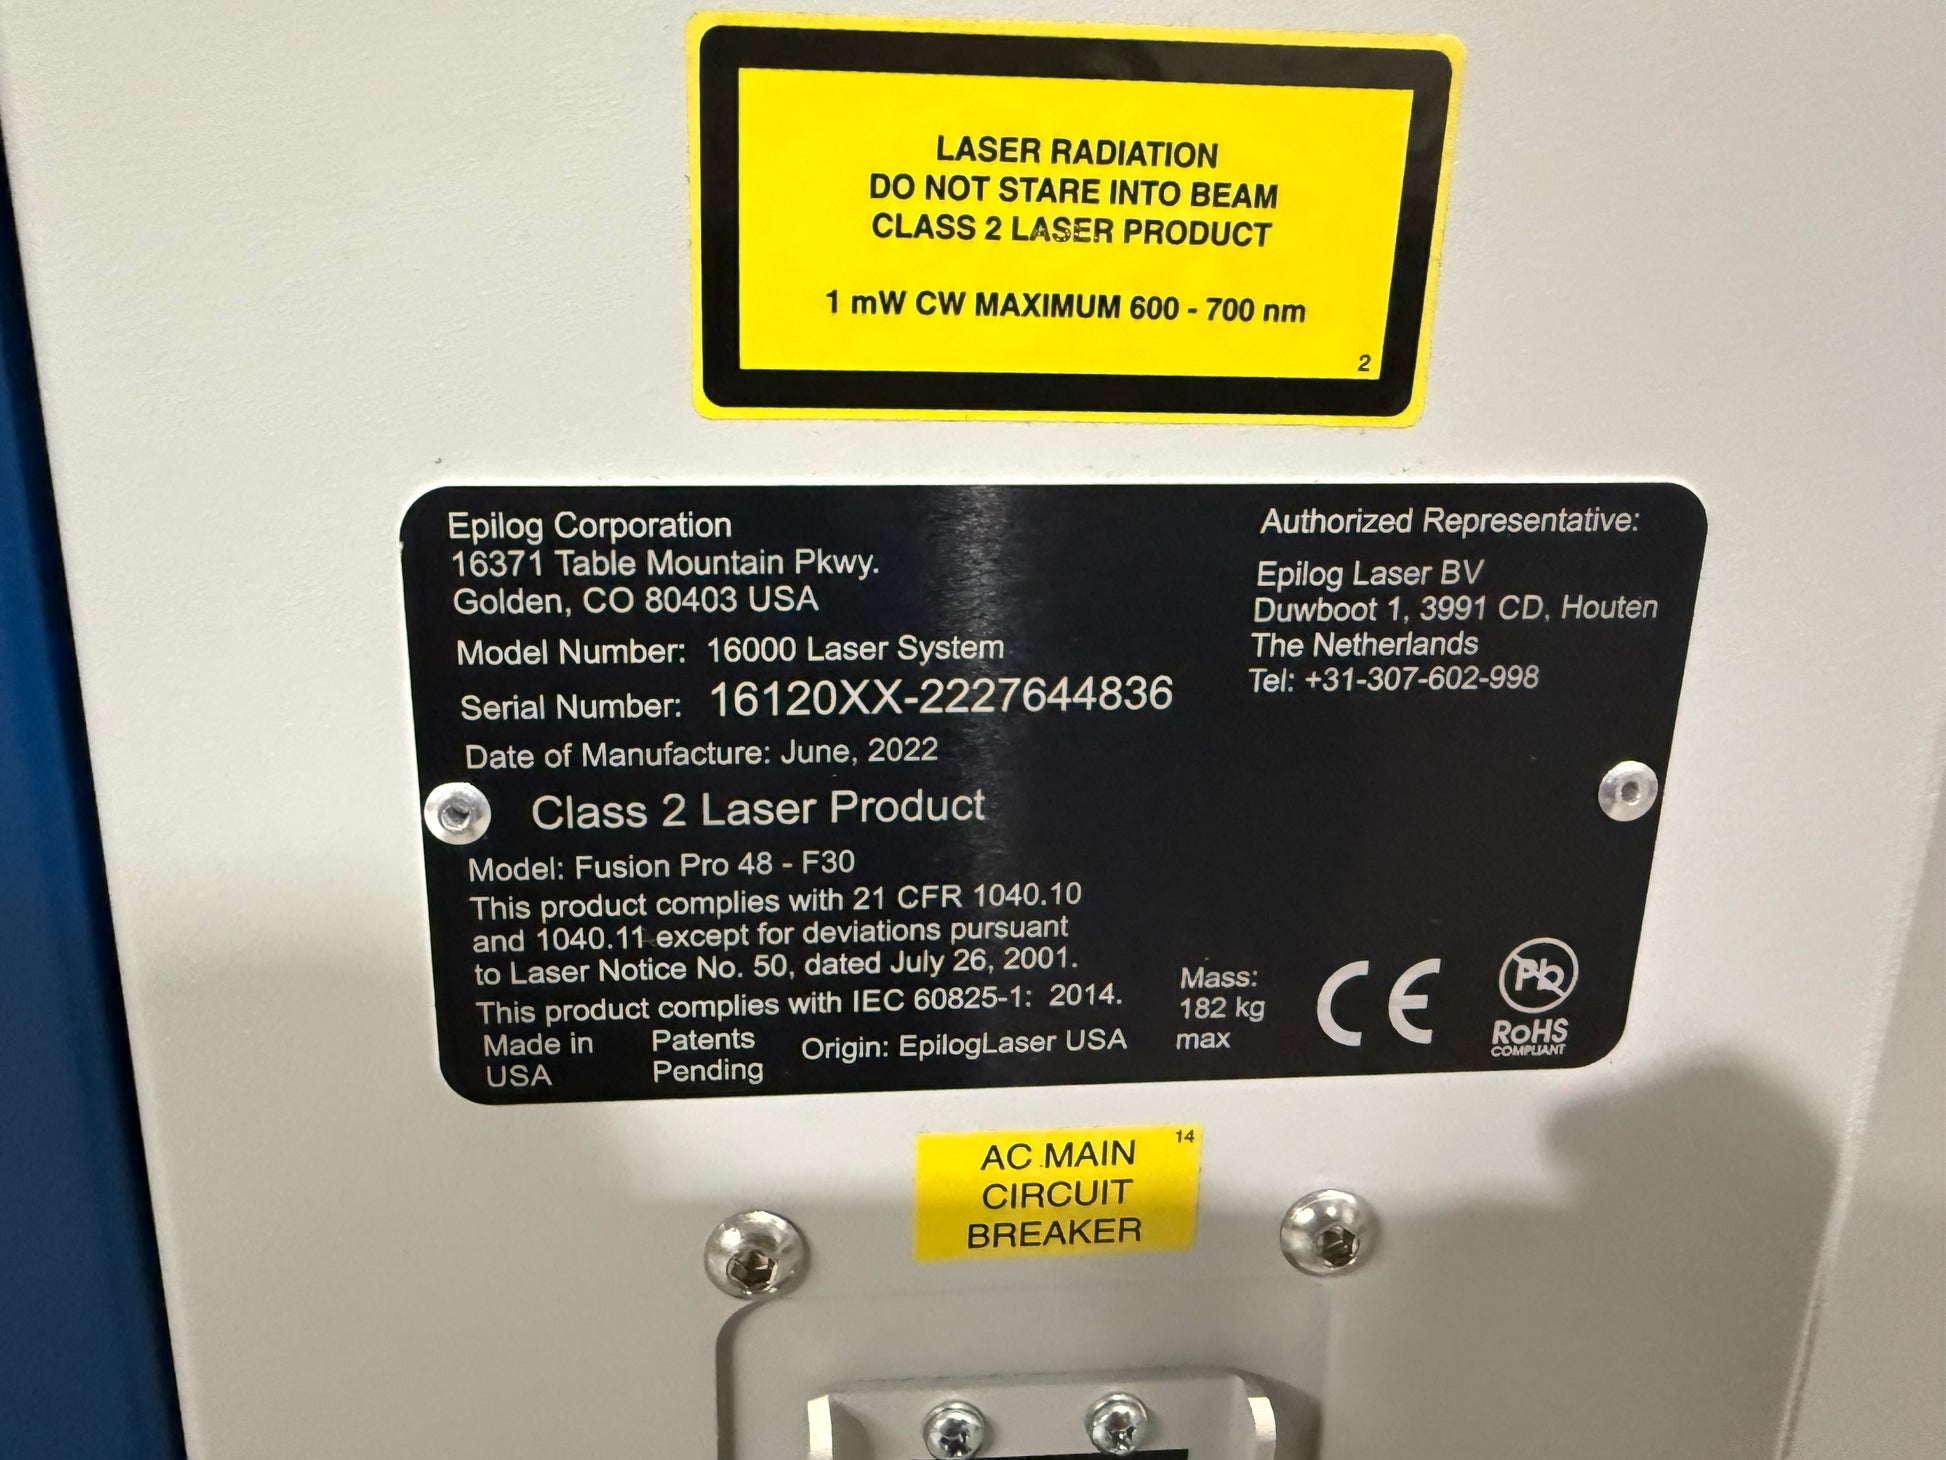 LASER RADIATION
DO NOT STARE INTO BEAM
CLASS 2 LASER PRODUCT
1 mW CW MAXIMUM 600 - 700 nm
2
Epilog Corporation
16371 Table Mountain Pkwy.
Golden, CO 80403 USA
Model Number: 16000 Laser System
Serial Number: 16120XX-2227644836
Date of Manufacture: June, 2022
Class 2 Laser Product
Model: Fusion Pro 48 - F30
This product complies with 21 CFR 1040.10
and 1040.11 except for deviations pursuant
to Laser Notice No. 50, dated July 26, 2001.
This product complies with IEC 60825-1: 2014.
Made in
USA
Patents
Pending
Origin: EpilogLaser USA
Authorized Representative:
Epilog Laser BV
Duwboot 1, 3991 CD, Houten
The Netherlands
Tel: +31-307-602-998
Mass:
182 kg
max
CE
Pb
RoHS
COMPLIANT
14
AC MAIN
CIRCUIT
BREAKER